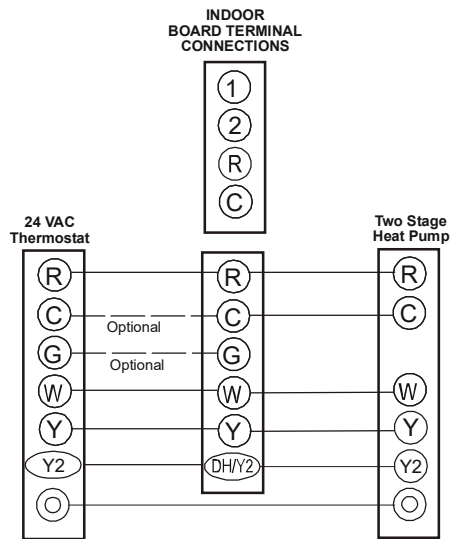 INDOOR
BOARD TERMINAL
CONNECTIONS
1
2
R
C
24 VAC
Thermostat
Two Stage
Heat Pump
R R R
C Optional C C
G Optional G
W W W
Y Y Y
Y2 DH/Y2 Y2
O O